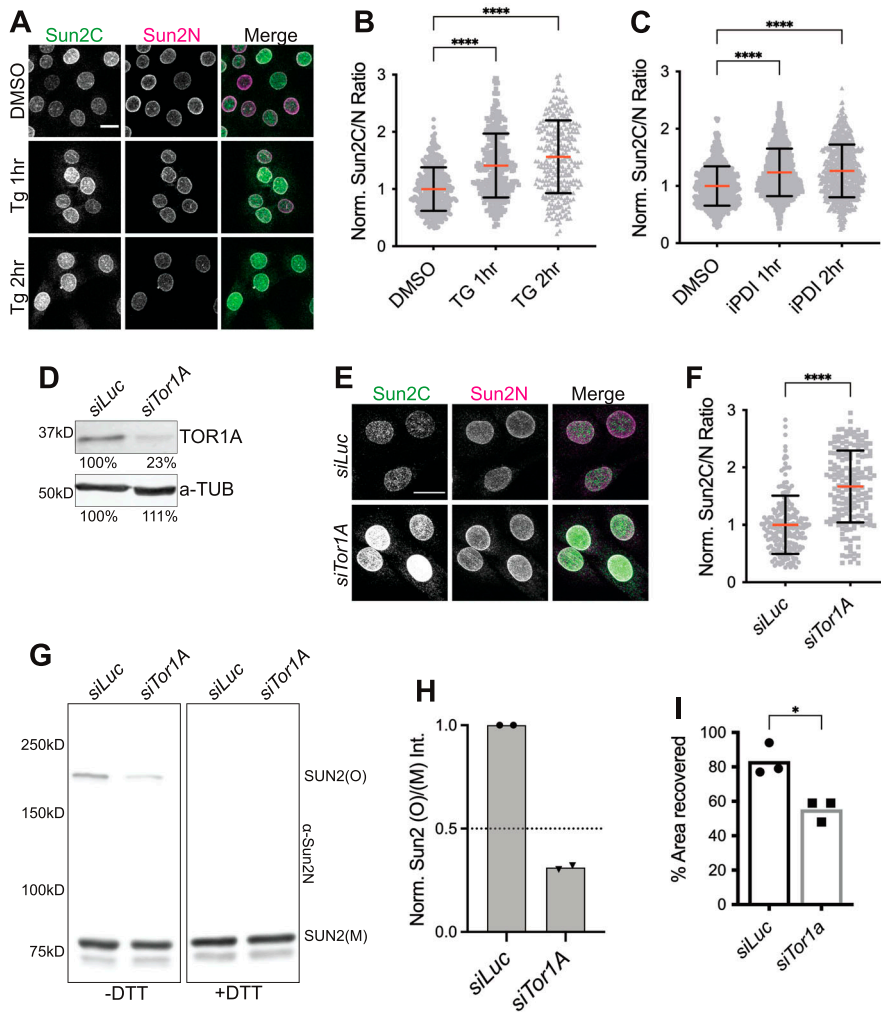 A
Sun2C Sun2N Merge
DMSO
Tg 1hr
Tg 2hr
B
Norm. Sun2C/N Ratio
3
2
1
0
****
****
DMSO
TG 1hr
TG 2hr
C
Norm. Sun2C/N Ratio
4
3
2
1
0
****
****
DMSO
iPDI 1hr
iPDI 2hr
D
siLuc siTor1A
37kD
TOR1A
100% 23%
50kD
a-TUB
100% 111%
E
Sun2C Sun2N Merge
siLuc
siTor1A
F
Norm. Sun2C/N Ratio
3
2
1
0
****
siLuc
siTor1A
G
siLuc siTor1A siLuc siTor1A
250kD
150kD
100kD
75kD
SUN2(O)
α-Sun2N
SUN2(M)
-DTT +DTT
H
Norm. Sun2 (O)/(M) Int.
1.0
0.5
0.0
siLuc
siTor1A
I
% Area recovered
100
80
60
40
20
0
*
siLuc
siTor1a